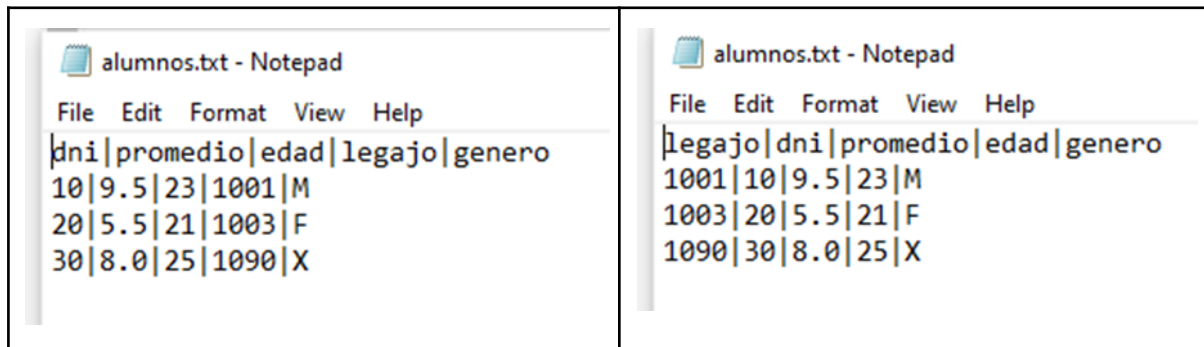 alumnos.txt - Notepad
File Edit Format View Help
dni|promedio|edad|legajo|genero
10|9.5|23|1001|M
20|5.5|21|1003|F
30|8.0|25|1090|X
alumnos.txt - Notepad
File Edit Format View Help
legajo|dni|promedio|edad|genero
1001|10|9.5|23|M
1003|20|5.5|21|F
1090|30|8.0|25|X